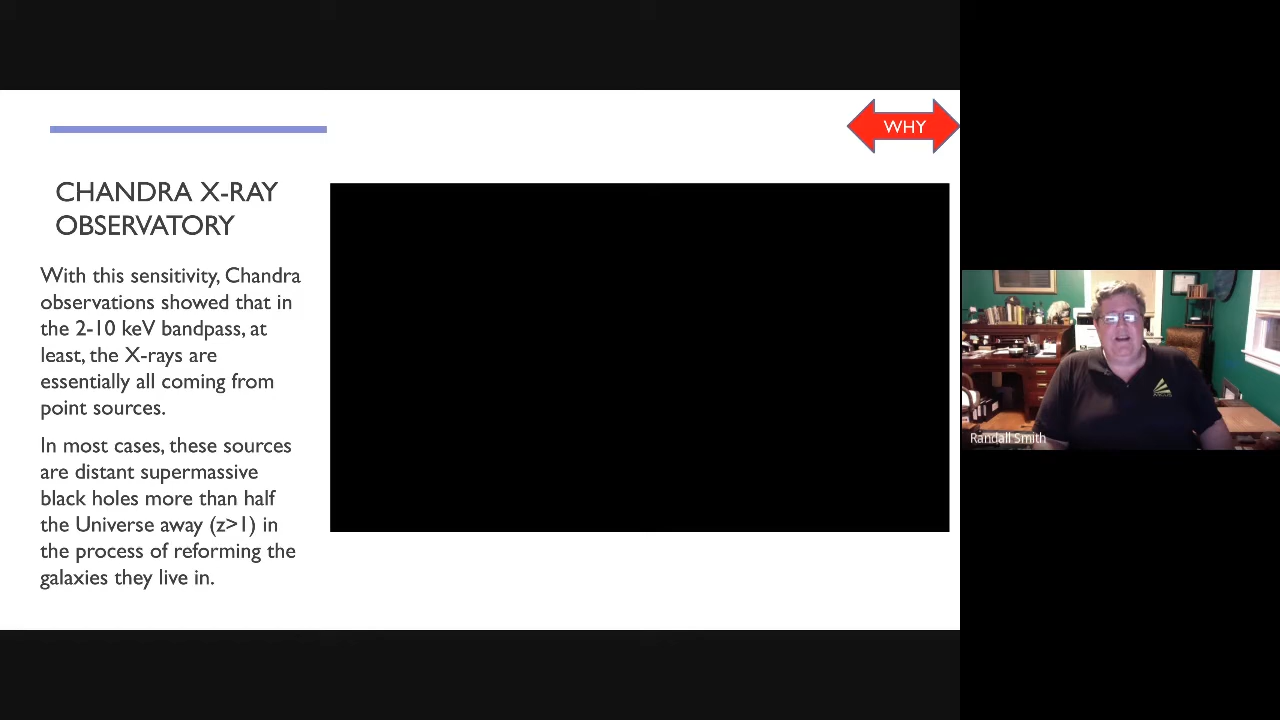 WHY
CHANDRA X-RAY
OBSERVATORY
With this sensitivity, Chandra
observations showed that in
the 2-10 keV bandpass, at
least, the X-rays are
essentially all coming from
point sources.
In most cases, these sources
are distant supermassive
black holes more than half
the Universe away (z>1) in
the process of reforming the
galaxies they live in.
Randall Smith